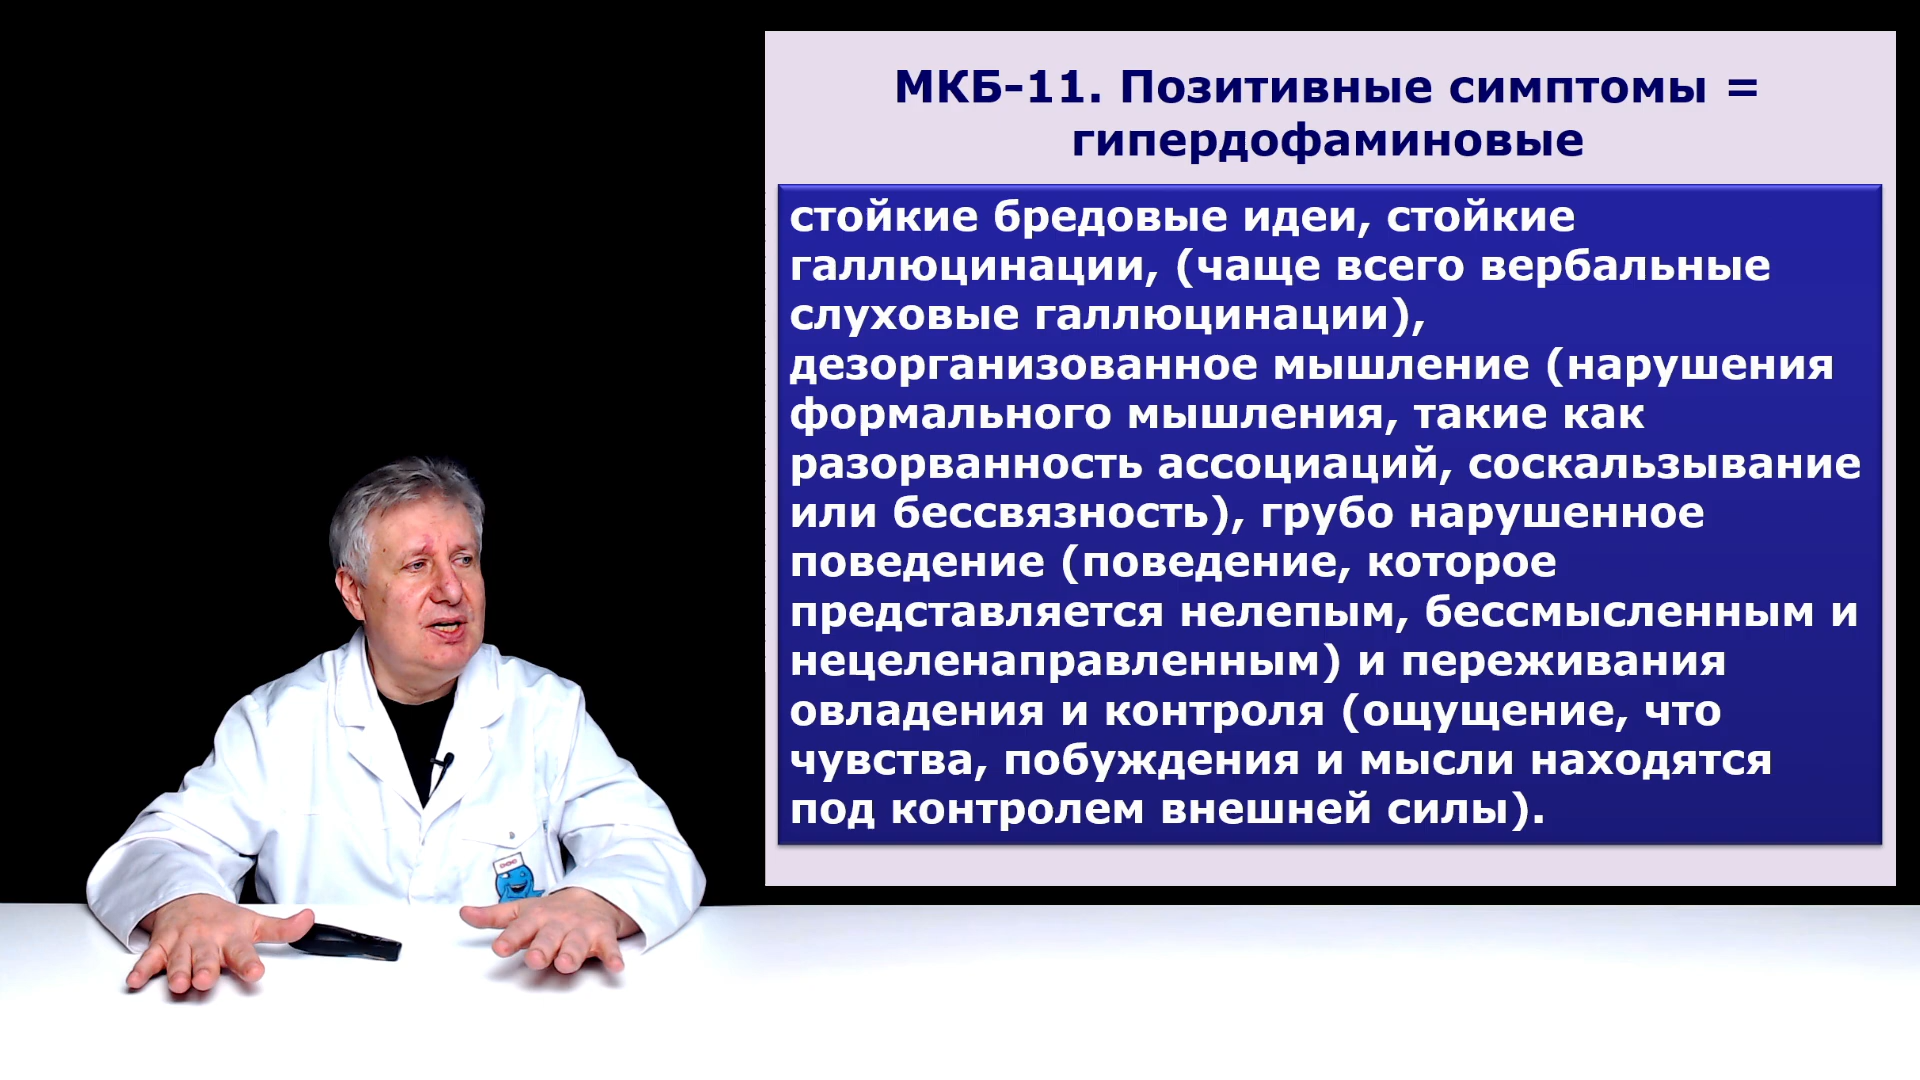 МКБ-11. Позитивные симптомы =
гипердофаминовые
стойкие бредовые идеи, стойкие
галлюцинации, (чаще всего вербальные
слуховые галлюцинации),
дезорганизованное мышление (нарушения
формального мышления, такие как
разорванность ассоциаций, соскальзывание
или бессвязность), грубо нарушенное
поведение (поведение, которое
представляется нелепым, бессмысленным и
нецеленаправленным) и переживания
овладения и контроля (ощущение, что
чувства, побуждения и мысли находятся
под контролем внешней силы).